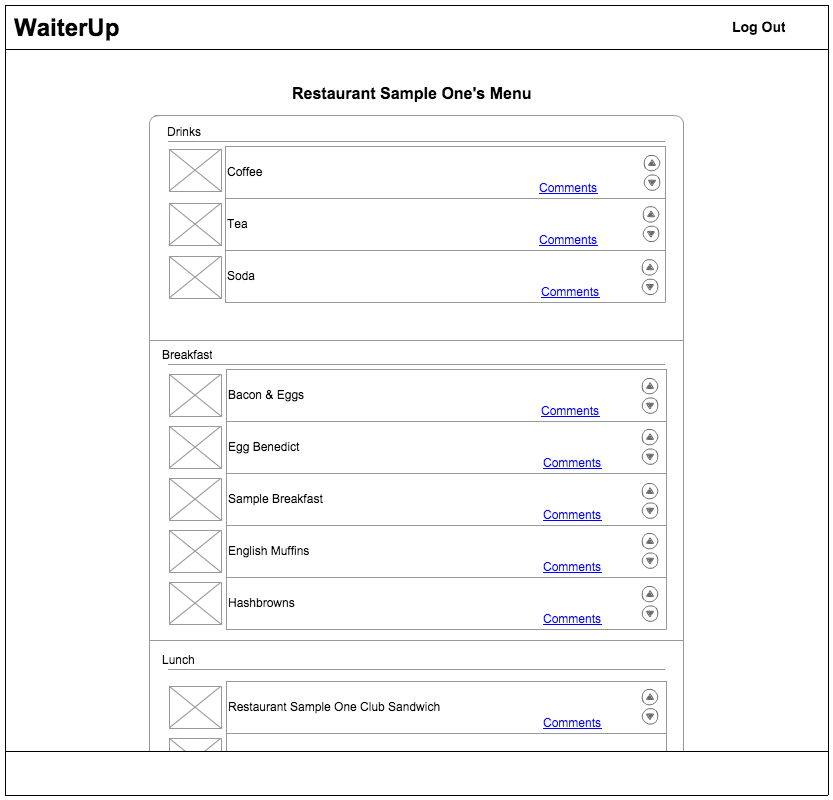 WaiterUp
Log Out
Restaurant Sample One's Menu
Drinks
Coffee
Comments
Tea
Comments
Soda
Comments
Breakfast
Bacon & Eggs
Comments
Egg Benedict
Comments
Sample Breakfast
Comments
English Muffins
Comments
Hashbrowns
Comments
Lunch
Restaurant Sample One Club Sandwich
Comments